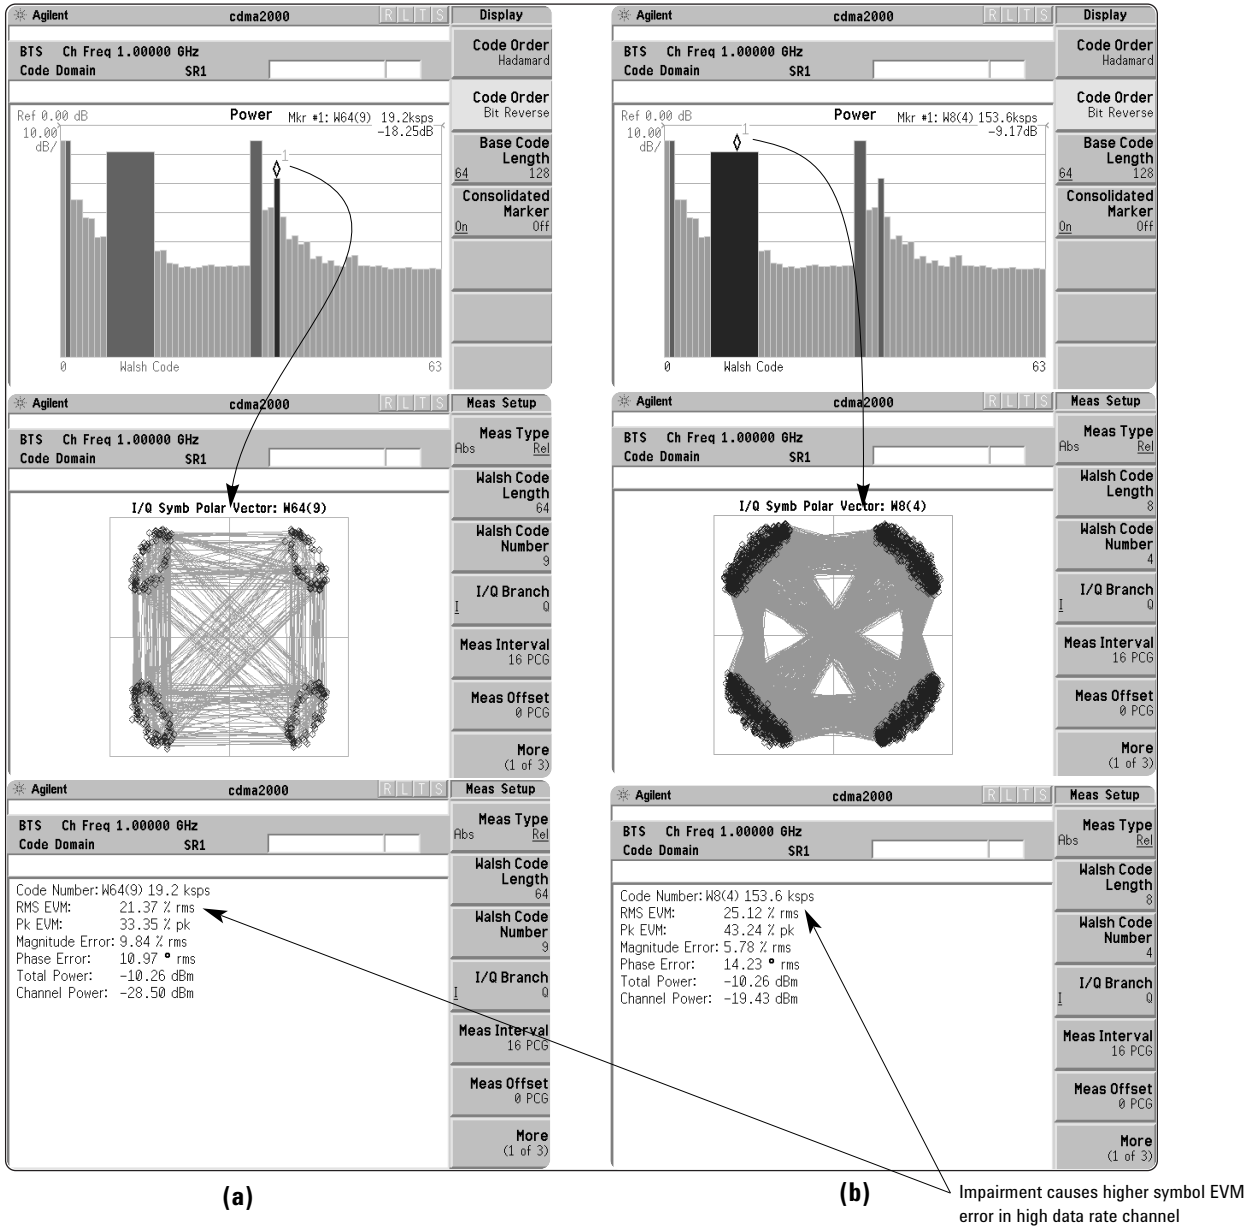 Agilent cdma2000 R L T S Display
BTS Ch Freq 1.00000 GHz
Code Domain SR1
Ref 0.00 dB Power Mkr #1: W64(9) 19.2ksps
-18.25dB
10.00
dB/
1
0 Walsh Code 63
Code Order
Hadamard
Code Order
Bit Reverse
Base Code
Length
64 128
Consolidated
Marker
On Off
Agilent cdma2000 R L T S Meas Setup
BTS Ch Freq 1.00000 GHz
Code Domain SR1
I/Q Symb Polar Vector: W64(9)
Meas Type
Abs Rel
Walsh Code
Length
64
Walsh Code
Number
9
I/Q Branch
I Q
Meas Interval
16 PCG
Meas Offset
0 PCG
More
(1 of 3)
Agilent cdma2000 R L T S Meas Setup
BTS Ch Freq 1.00000 GHz
Code Domain SR1
Code Number: W64(9) 19.2 ksps
RMS EVM: 21.37 % rms
Pk EVM: 33.35 % pk
Magnitude Error: 9.84 % rms
Phase Error: 10.97 ° rms
Total Power: -10.26 dBm
Channel Power: -28.50 dBm
Meas Type
Abs Rel
Walsh Code
Length
64
Walsh Code
Number
9
I/Q Branch
I Q
Meas Interval
16 PCG
Meas Offset
0 PCG
More
(1 of 3)
(a)
Agilent cdma2000 R L T S Display
BTS Ch Freq 1.00000 GHz
Code Domain SR1
Ref 0.00 dB Power Mkr #1: W8(4) 153.6ksps
-9.17dB
10.00
dB/
1
0 Walsh Code 63
Code Order
Hadamard
Code Order
Bit Reverse
Base Code
Length
64 128
Consolidated
Marker
On Off
Agilent cdma2000 R L T S Meas Setup
BTS Ch Freq 1.00000 GHz
Code Domain SR1
I/Q Symb Polar Vector: W8(4)
Meas Type
Abs Rel
Walsh Code
Length
8
Walsh Code
Number
4
I/Q Branch
I Q
Meas Interval
16 PCG
Meas Offset
0 PCG
More
(1 of 3)
Agilent cdma2000 R L T S Meas Setup
BTS Ch Freq 1.00000 GHz
Code Domain SR1
Code Number: W8(4) 153.6 ksps
RMS EVM: 25.12 % rms
Pk EVM: 43.24 % pk
Magnitude Error: 5.78 % rms
Phase Error: 14.23 ° rms
Total Power: -10.26 dBm
Channel Power: -19.43 dBm
Meas Type
Abs Rel
Walsh Code
Length
8
Walsh Code
Number
4
I/Q Branch
I Q
Meas Interval
16 PCG
Meas Offset
0 PCG
More
(1 of 3)
(b)
Impairment causes higher symbol EVM
error in high data rate channel